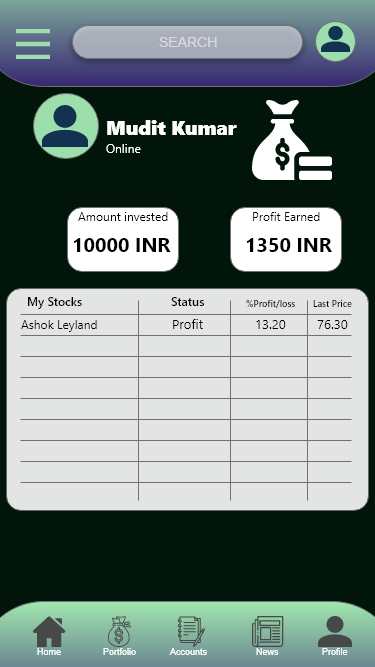 SEARCH
Mudit Kumar
Online
Amount invested
10000 INR
Profit Earned
1350 INR
My Stocks Status %Profit/loss Last Price
Ashok Leyland Profit 13.20 76.30
Home Portfolio Accounts News Profile